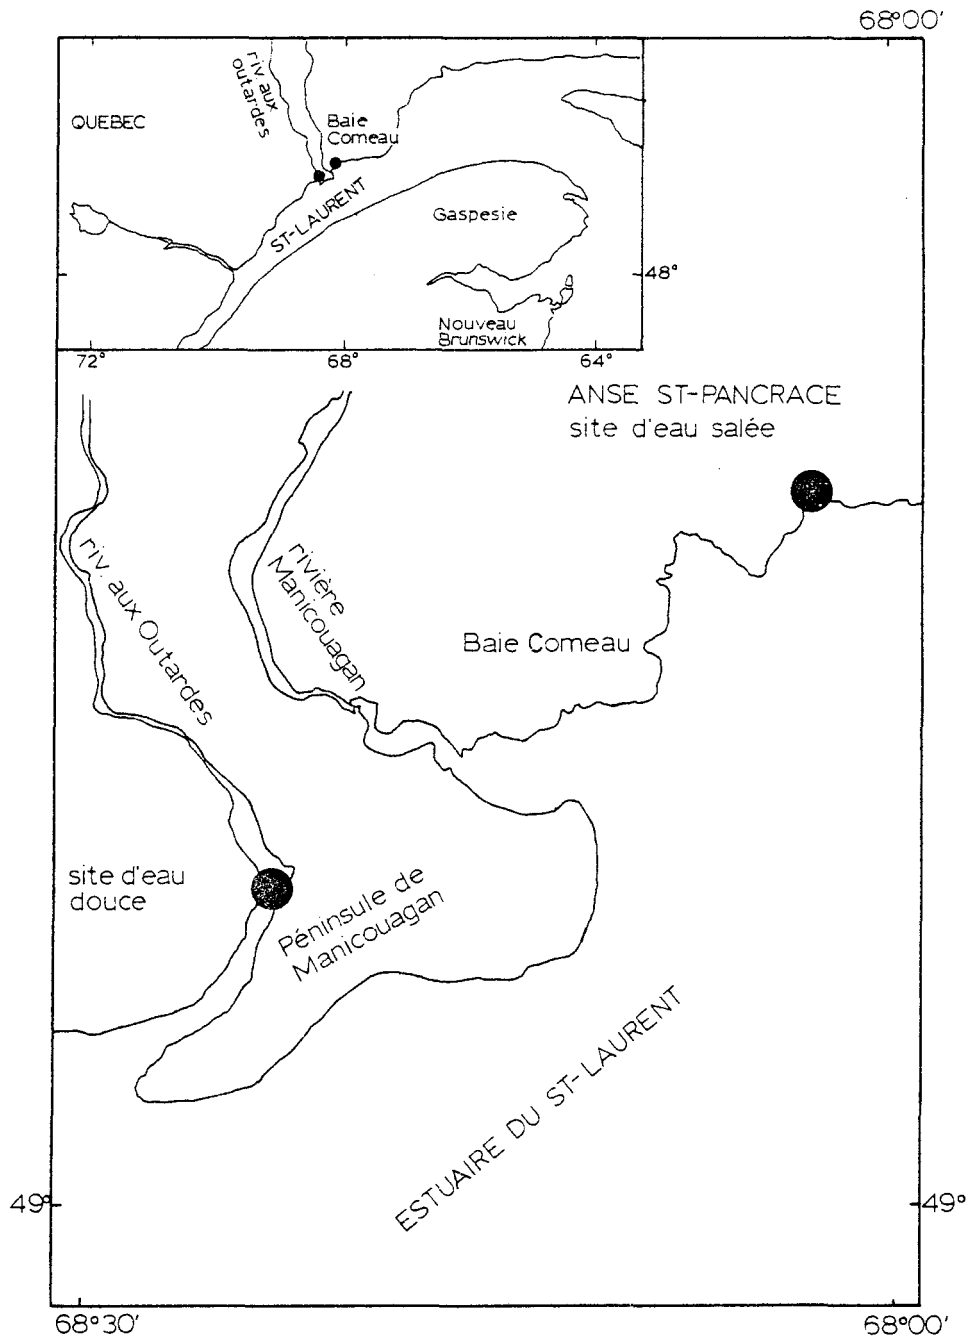 68°00'
riv. aux
outardes
QUEBEC
Baie
Comeau
ST-LAURENT
Gaspesie
48°
Nouveau
Brunswick
72°
68°
64°
ANSE ST-PANCRACE
site d'eau salée
riv. aux Outardes
rivière
Manicouagan
Baie Comeau
site d'eau
douce
Péninsule de
Manicouagan
ESTUAIRE DU ST-LAURENT
49°
49°
68°30'
68°00'